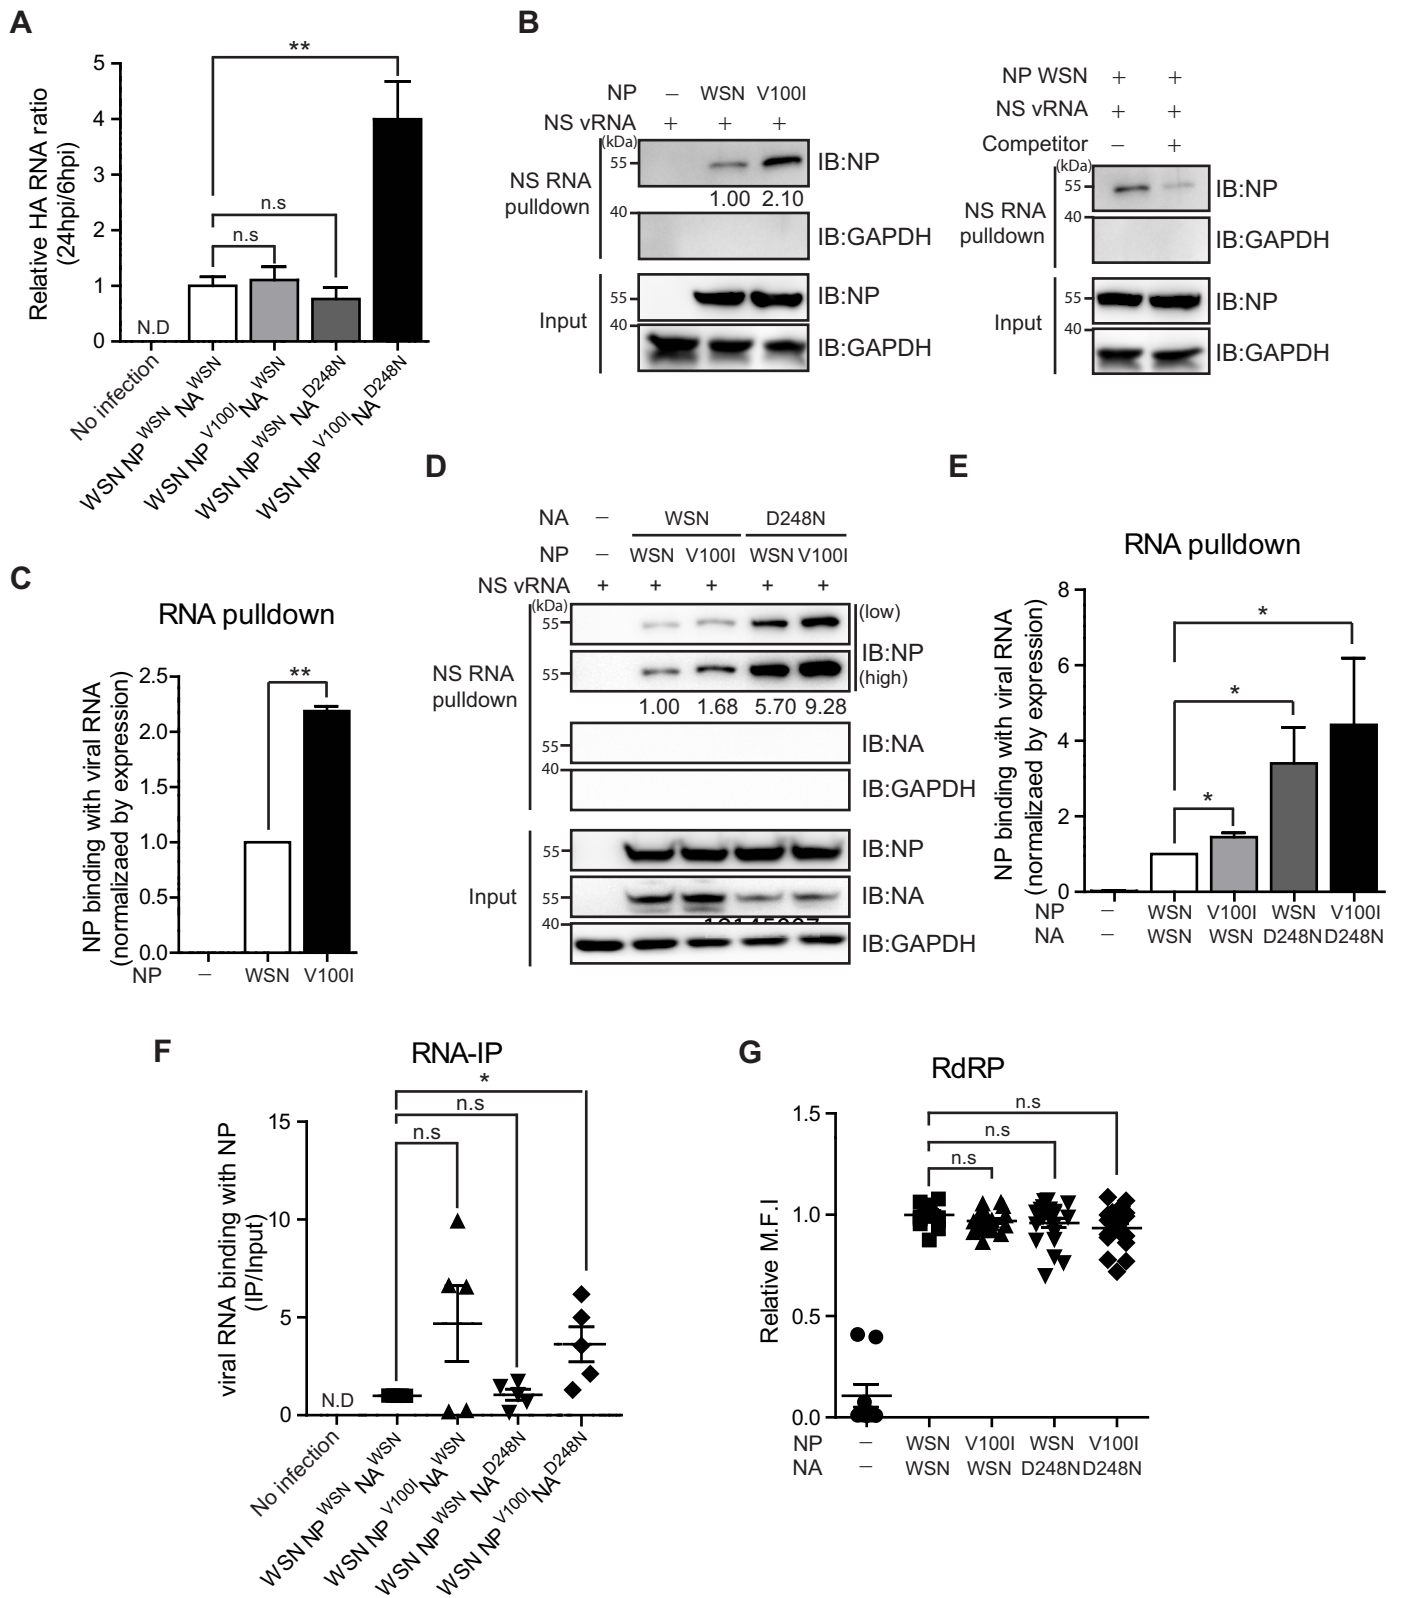 A
**
Relative HA RNA ratio
(24hpi/6hpi)
5
4
3
2
1
0
n.s
n.s
N.D
No infection
WSN NP WSN NA WSN
WSN NP V100I NA WSN
WSN NP WSN NA D248N
WSN NP V100I NA D248N
B
NP – WSN V100I
NS vRNA + + +
(kDa)
NS RNA
pulldown
55 IB:NP
1.00 2.10
40 IB:GAPDH
Input
55 IB:NP
40 IB:GAPDH
NP WSN + +
NS vRNA + +
Competitor – +
(kDa)
NS RNA
pulldown
55 IB:NP
40 IB:GAPDH
Input
55 IB:NP
40 IB:GAPDH
C
RNA pulldown
NP binding with viral RNA
(normalizaed by expression)
2.5
2.0
1.5
1.0
0.5
0.0
**
NP – WSN V100I
D
NA – WSN D248N
NP – WSN V100I WSN V100I
NS vRNA + + + + +
(kDa)
NS RNA
pulldown
55 (low)
IB:NP
55 (high)
1.00 1.68 5.70 9.28
55 IB:NA
40 IB:GAPDH
Input
55 IB:NP
55 IB:NA
40 IB:GAPDH
E
RNA pulldown
NP binding with viral RNA
(normalizaed by expression)
8
6
4
2
0
*
*
*
NP – WSN V100I WSN V100I
NA – WSN WSN D248N D248N
F
RNA-IP
viral RNA binding with NP
(IP/Input)
15
10
5
0
*
n.s
n.s
N.D
No infection
WSN NP WSN NA WSN
WSN NP V100I NA WSN
WSN NP WSN NA D248N
WSN NP V100I NA D248N
G
RdRP
Relative M.F.I
1.5
1.0
0.5
0.0
n.s
n.s
n.s
NP – WSN V100I WSN V100I
NA – WSN WSN D248N D248N